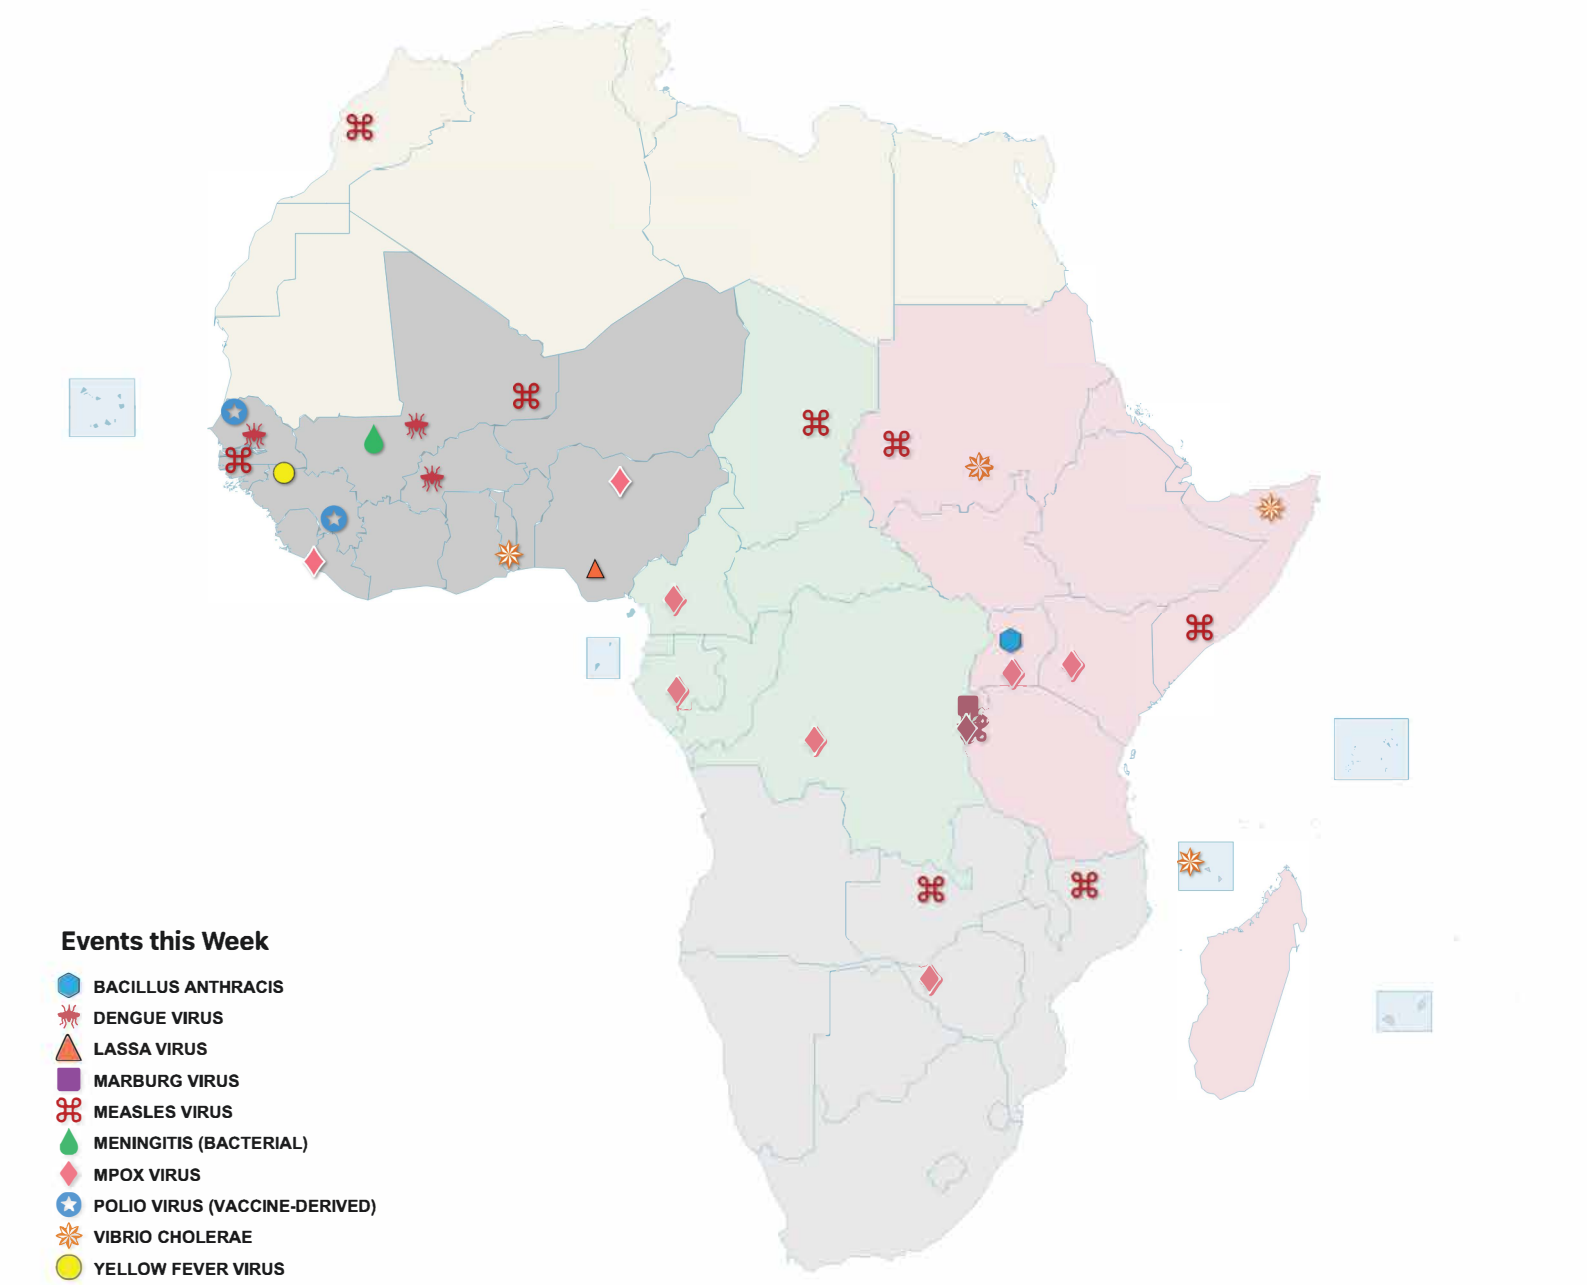 Events this Week
BACILLUS ANTHRACIS
DENGUE VIRUS
LASSA VIRUS
MARBURG VIRUS
MEASLES VIRUS
MENINGITIS (BACTERIAL)
MPOX VIRUS
POLIO VIRUS (VACCINE-DERIVED)
VIBRIO CHOLERAE
YELLOW FEVER VIRUS